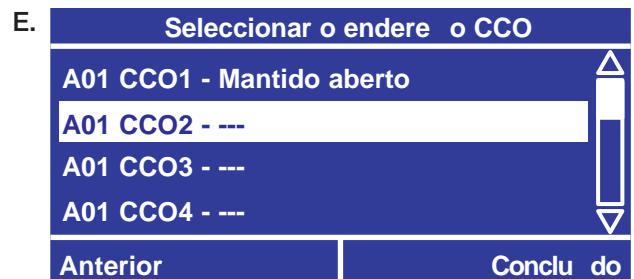 E.
Seleccionar o endere o CCO
A01 CCO1 - Mantido aberto
A01 CCO2 - ---
A01 CCO3 - ---
A01 CCO4 - ---
Anterior Conclu do